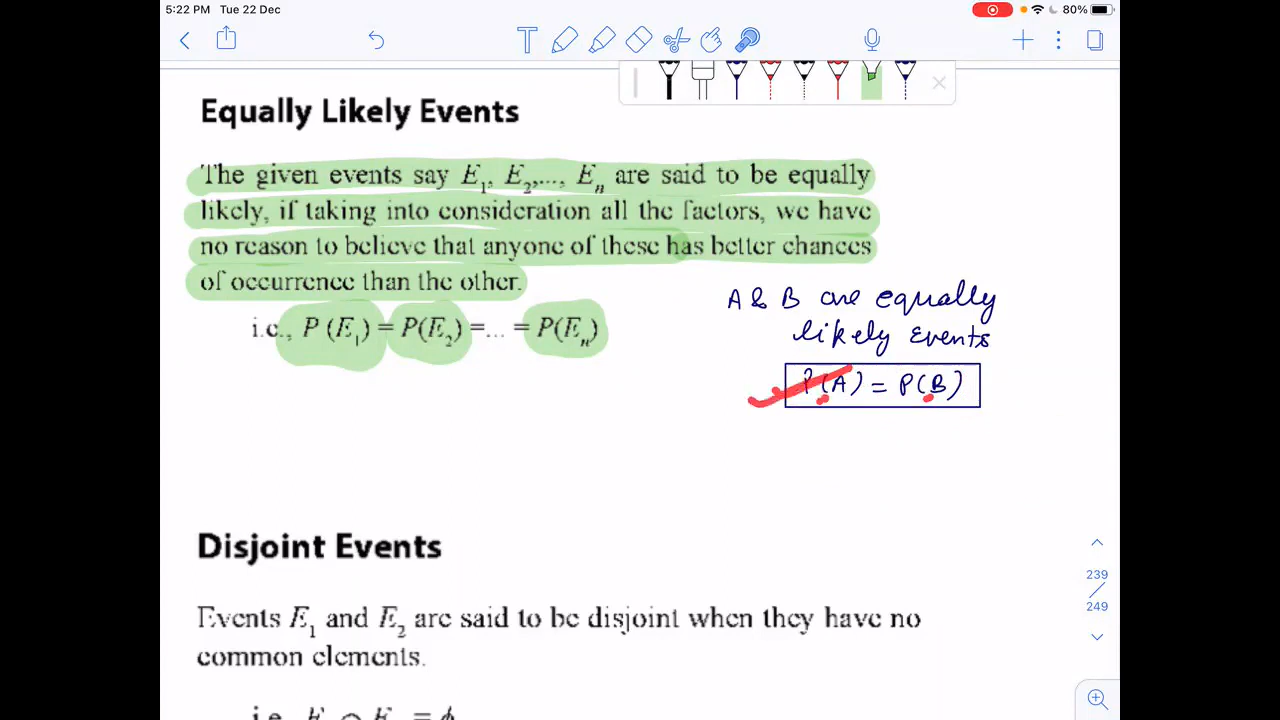 5:22 PM Tue 22 Dec
80%
Equally Likely Events
The given events say E₁, E₂,..., Eₙ are said to be equally
likely, if taking into consideration all the factors, we have
no reason to believe that anyone of these has better chances
of occurrence than the other.
i.e., P (E₁) = P(E₂) =... = P(Eₙ)
A & B are equally
likely Events
P(A) = P(B)
Disjoint Events
Events E₁ and E₂ are said to be disjoint when they have no
common elements.
i.e. E ∩ E = ϕ
239
249